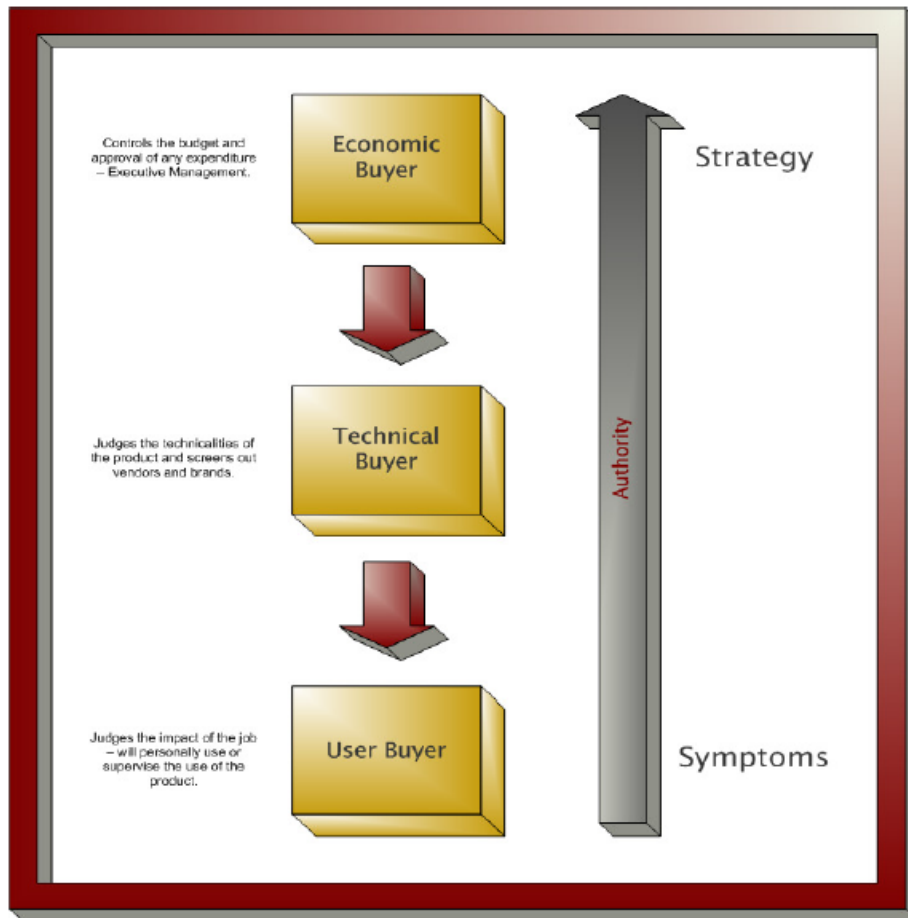 Controls the budget and
approval of any expenditure
– Executive Management.
Economic
Buyer
Strategy
Judges the technicalities of
the product and screens out
vendors and brands.
Technical
Buyer
Authority
Judges the impact of the job
– will personally use or
supervise the use of the
product.
User Buyer
Symptoms